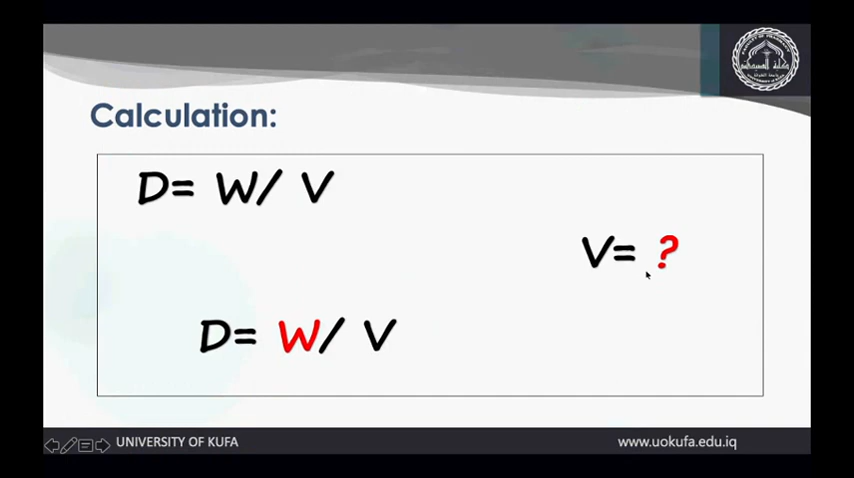 Calculation:
D= W/ V
V= ?
D= W/ V
UNIVERSITY OF KUFA
www.uokufa.edu.iq